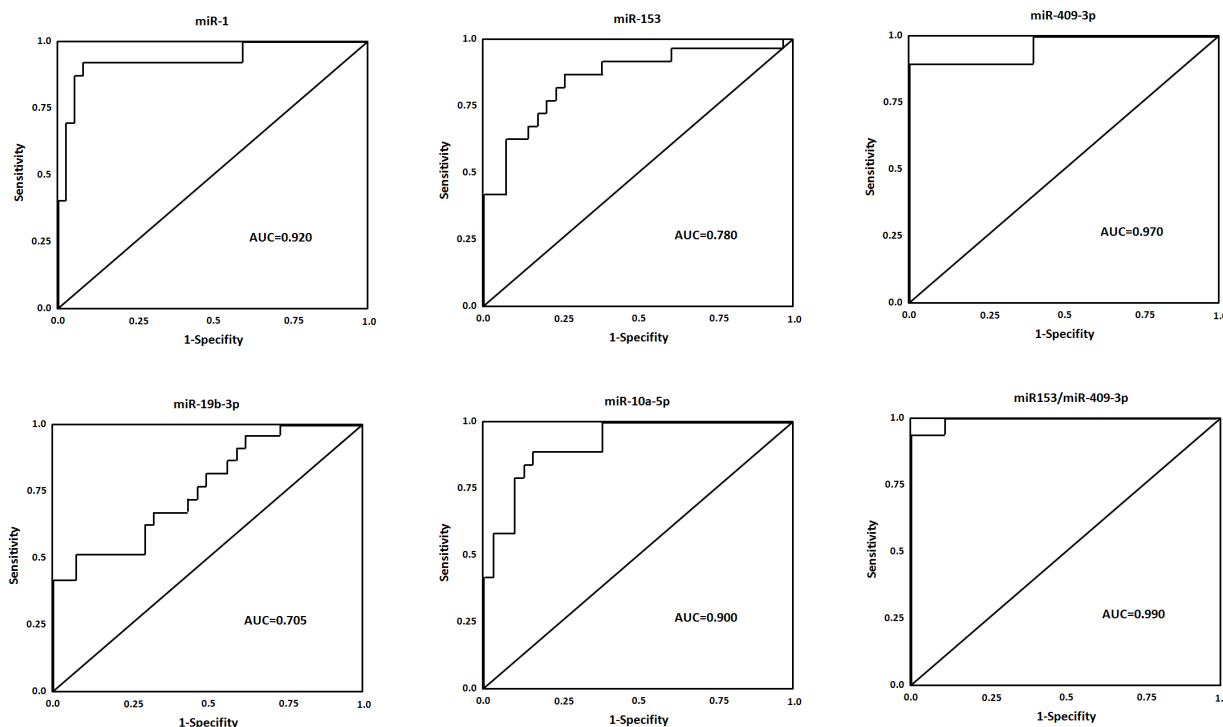 miR-1
1.0
0.75
0.5
0.25
0.0
Sensitivity
AUC=0.920
0.0 0.25 0.5 0.75 1.0
1-Specifity
miR-153
1.0
0.75
0.5
0.25
0.0
Sensitivity
AUC=0.780
0.0 0.25 0.5 0.75 1.0
1-Specifity
miR-409-3p
1.0
0.75
0.5
0.25
0.0
Sensitivity
AUC=0.970
0.0 0.25 0.5 0.75 1.0
1-Specifity
miR-19b-3p
1.0
0.75
0.5
0.25
0.0
Sensitivity
AUC=0.705
0.0 0.25 0.5 0.75 1.0
1-Specifity
miR-10a-5p
1.0
0.75
0.5
0.25
0.0
Sensitivity
AUC=0.900
0.0 0.25 0.5 0.75 1.0
1-Specifity
miR153/miR-409-3p
1.0
0.75
0.5
0.25
0.0
Sensitivity
AUC=0.990
0.0 0.25 0.5 0.75 1.0
1-Specifity